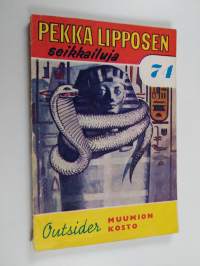 PEKKA LIPPOSEN
seikkailuja
71
Outsider
MUUMION
KOSTO